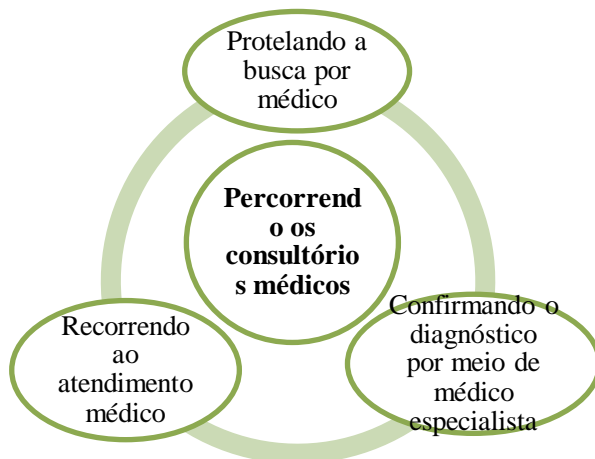 Protelando a
busca por
médico
Percorrend
o os
consultório
s médicos
Recorrendo
ao
atendimento
médico
Confirmando o
diagnóstico
por meio de
médico
especialista